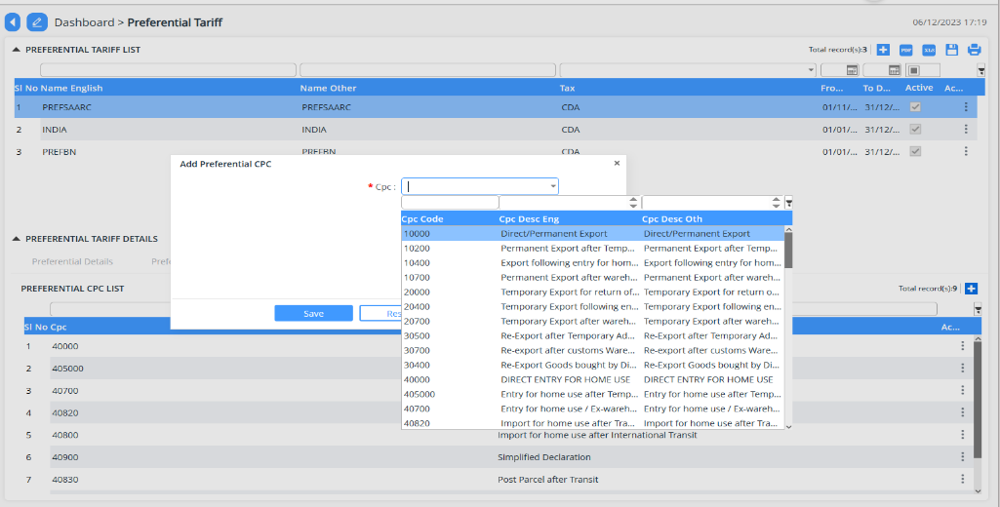 Dashboard > Preferential Tariff
06/12/2023 17:19
PREFERENTIAL TARIFF LIST
Total record(s):3
PDF
XLS
Sl No Name English Name Other Tax Fro... To D... Active Ac...
1 PREFSAARC PREFSAARC CDA 01/11/... 31/12/...
2 INDIA INDIA CDA 01/01/... 31/12/...
3 PREFBN PREFBN CDA 01/01/... 31/12/...
Add Preferential CPC ×
* Cpc :
Cpc Code Cpc Desc Eng Cpc Desc Oth
10000 Direct/Permanent Export Direct/Permanent Export
10200 Permanent Export after Temp... Permanent Export after Temp...
10400 Export following entry for hom... Export following entry for hom...
10700 Permanent Export after wareh... Permanent Export after wareh...
20000 Temporary Export for return of... Temporary Export for return o...
20400 Temporary Export following en... Temporary Export following en...
20700 Temporary Export after wareh... Temporary Export after wareh...
30500 Re-Export after Temporary Ad... Re-Export after Temporary Ad...
30700 Re-export after customs Ware... Re-export after customs Ware...
30400 Re-Export Goods bought by Di... Re-Export Goods bought by Di...
40000 DIRECT ENTRY FOR HOME USE DIRECT ENTRY FOR HOME USE
405000 Entry for home use after Temp... Entry for home use after Temp...
40700 Entry for home use / Ex-wareh... Entry for home use / Ex-wareh...
40820 Import for home use after Tra... Import for home use after Tra...
Save Res
PREFERENTIAL TARIFF DETAILS
Preferential Details Prefe
PREFERENTIAL CPC LIST
Total record(s):9
Sl No Cpc Ac...
1 40000
2 405000
3 40700
4 40820
5 40800 Import for home use after International Transit
6 40900 Simplified Declaration
7 40830 Post Parcel after Transit